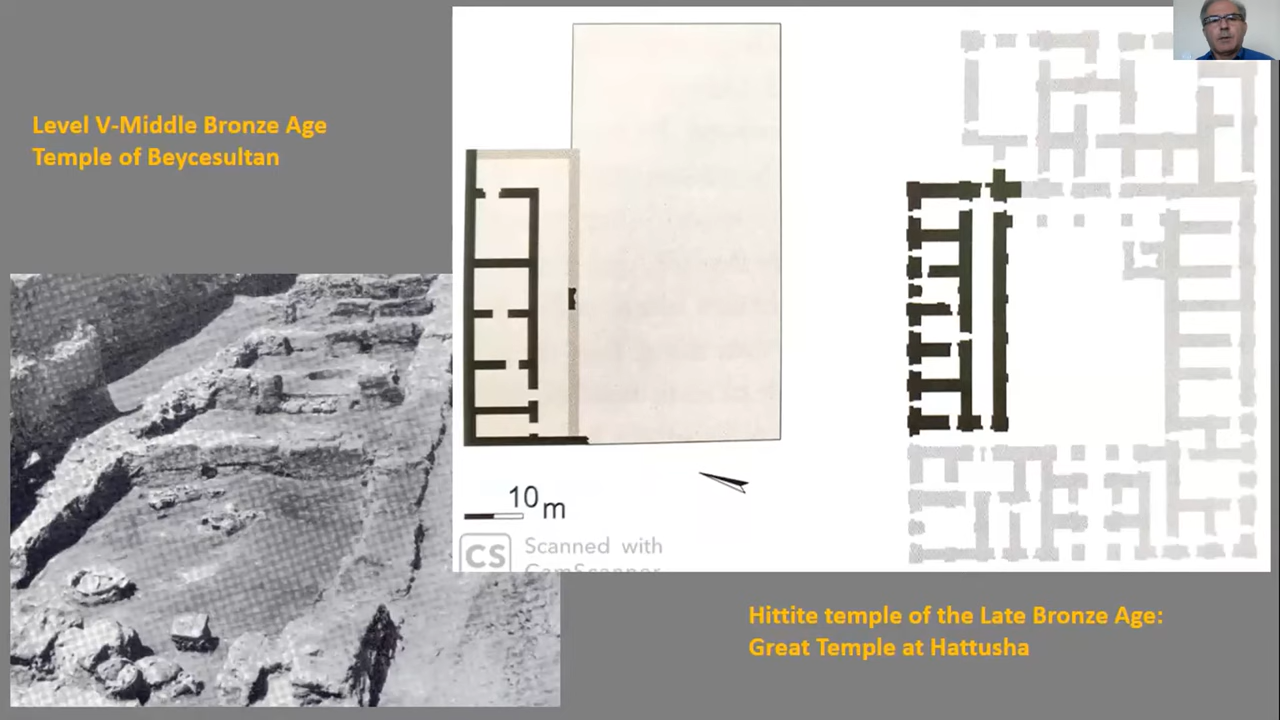 Level V-Middle Bronze Age
Temple of Beycesultan
10 m
CS
Scanned with
CamScanner
Hittite temple of the Late Bronze Age:
Great Temple at Hattusha